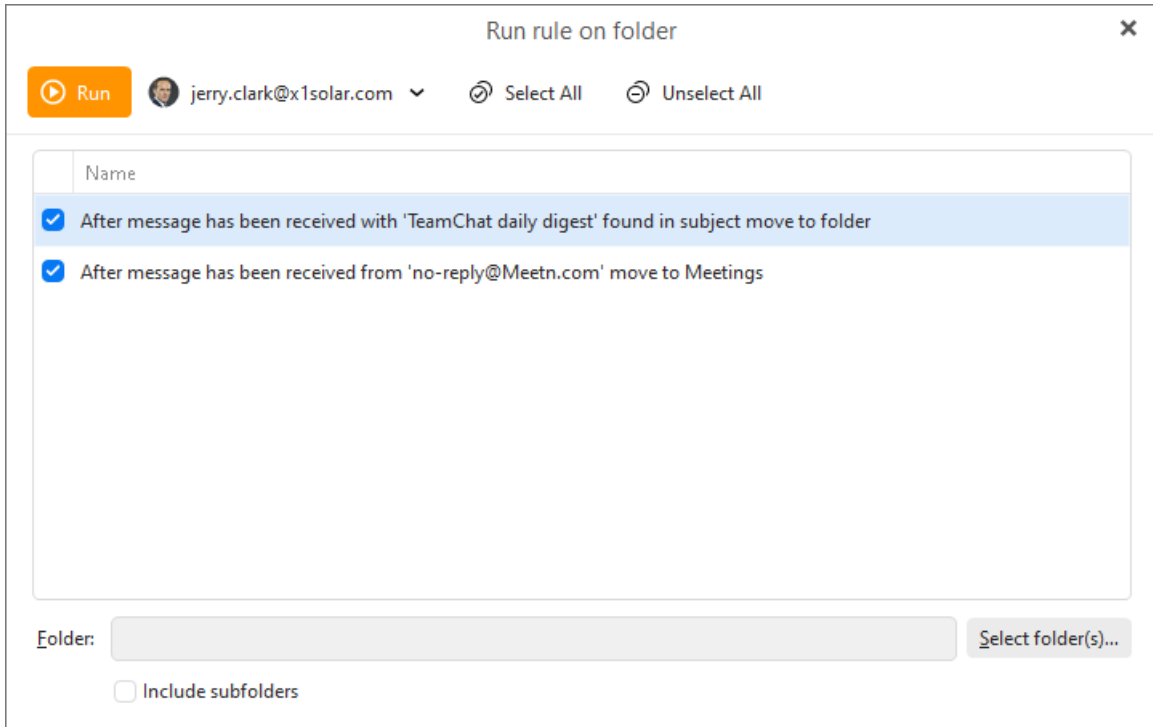 Run rule on folder
Run jerry.clark@x1solar.com Select All Unselect All
Name
After message has been received with 'TeamChat daily digest' found in subject move to folder
After message has been received from 'no-reply@Meetn.com' move to Meetings
Folder: Select folder(s)...
Include subfolders